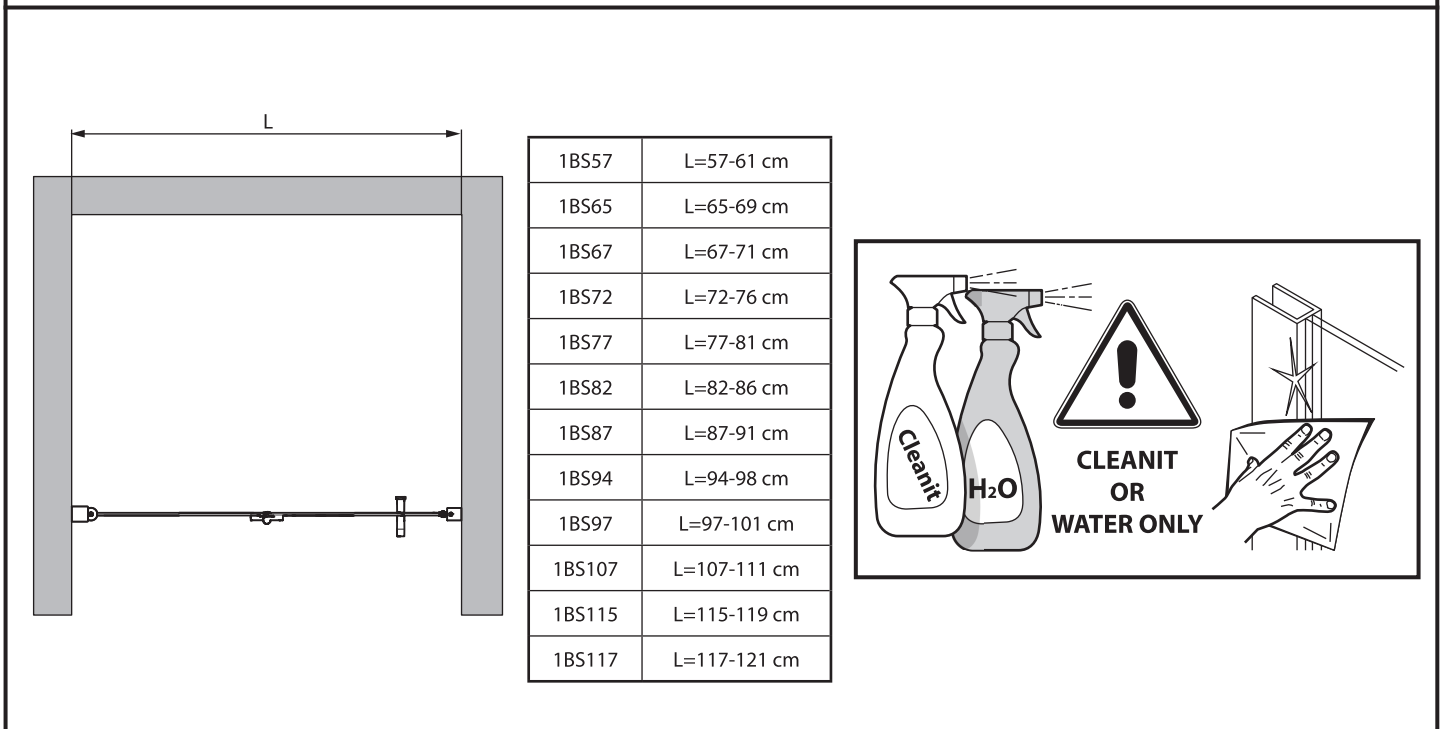 L
1BS57 L=57-61 cm
1BS65 L=65-69 cm
1BS67 L=67-71 cm
1BS72 L=72-76 cm
1BS77 L=77-81 cm
1BS82 L=82-86 cm
1BS87 L=87-91 cm
1BS94 L=94-98 cm
1BS97 L=97-101 cm
1BS107 L=107-111 cm
1BS115 L=115-119 cm
1BS117 L=117-121 cm
Cleanit
H₂O
CLEANIT
OR
WATER ONLY